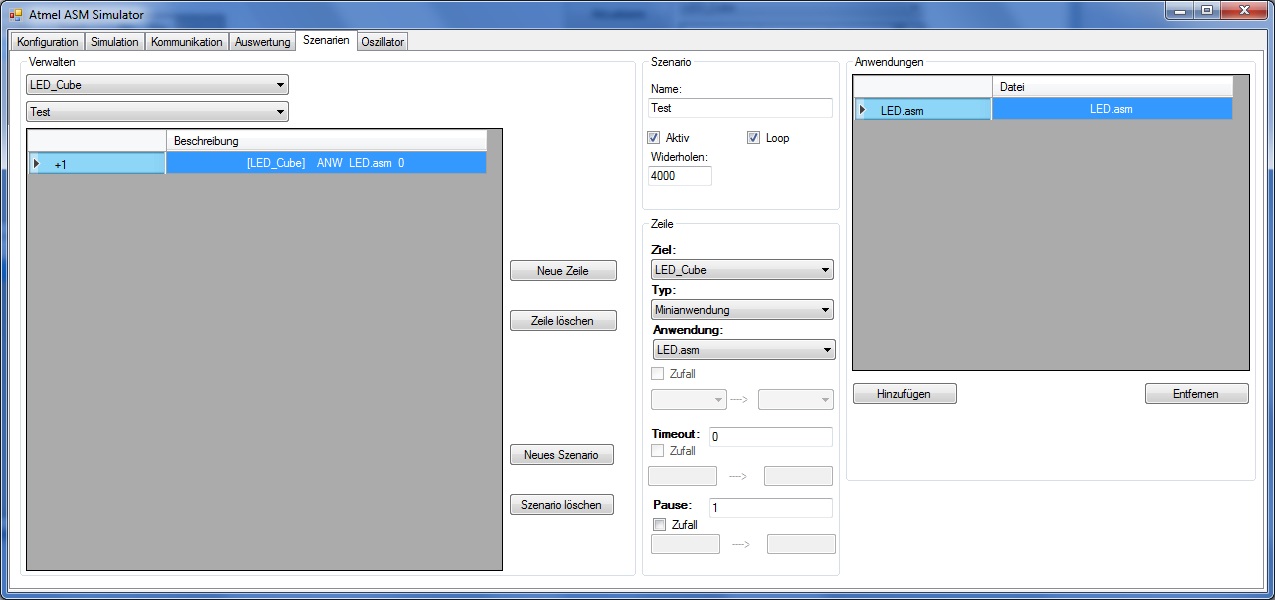 Atmel ASM Simulator
Konfiguration Simulation Kommunikation Auswertung Szenarien Oszillator
Verwalten
LED_Cube
Test
Beschreibung
+1 [LED_Cube] ANW LED.asm 0
Neue Zeile
Zeile löschen
Neues Szenario
Szenario löschen
Szenario
Name:
Test
Aktiv Loop
Widerholen:
4000
Zeile
Ziel:
LED_Cube
Typ:
Minianwendung
Anwendung:
LED.asm
Zufall
---->
Timeout: 0
Zufall
---->
Pause: 1
Zufall
---->
Anwendungen
Datei
LED.asm LED.asm
Hinzufügen Entfernen